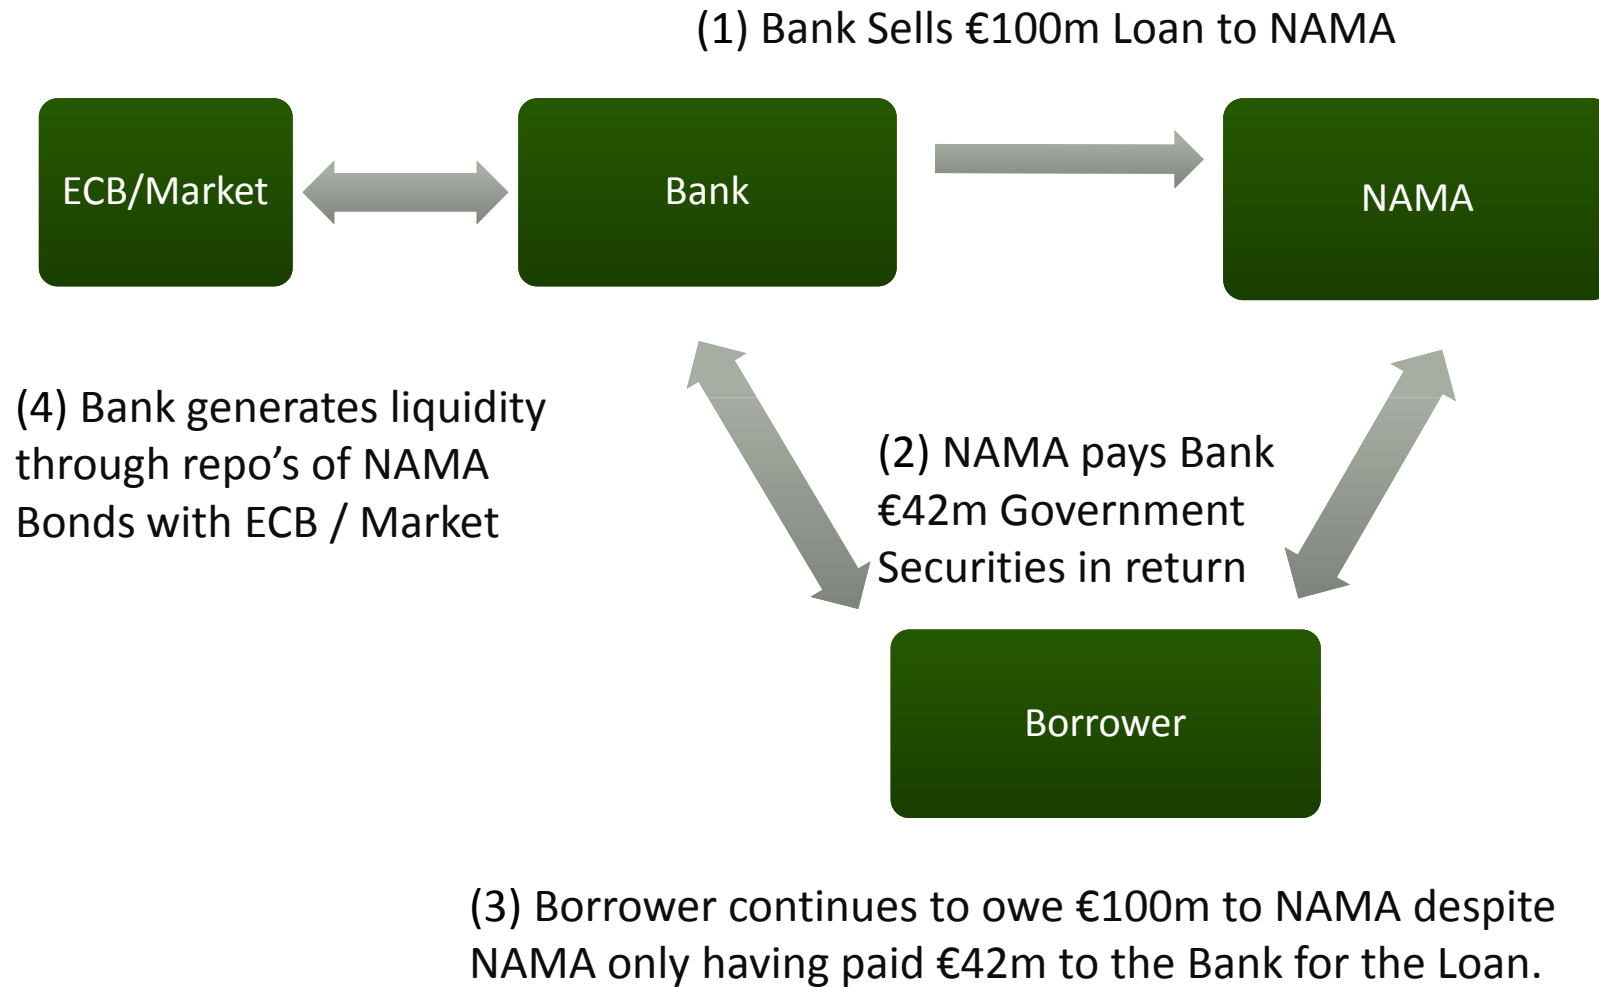 (1) Bank Sells €100m Loan to NAMA
ECB/Market
Bank
NAMA
(4) Bank generates liquidity
through repo’s of NAMA
Bonds with ECB / Market
(2) NAMA pays Bank
€42m Government
Securities in return
Borrower
(3) Borrower continues to owe €100m to NAMA despite
NAMA only having paid €42m to the Bank for the Loan.